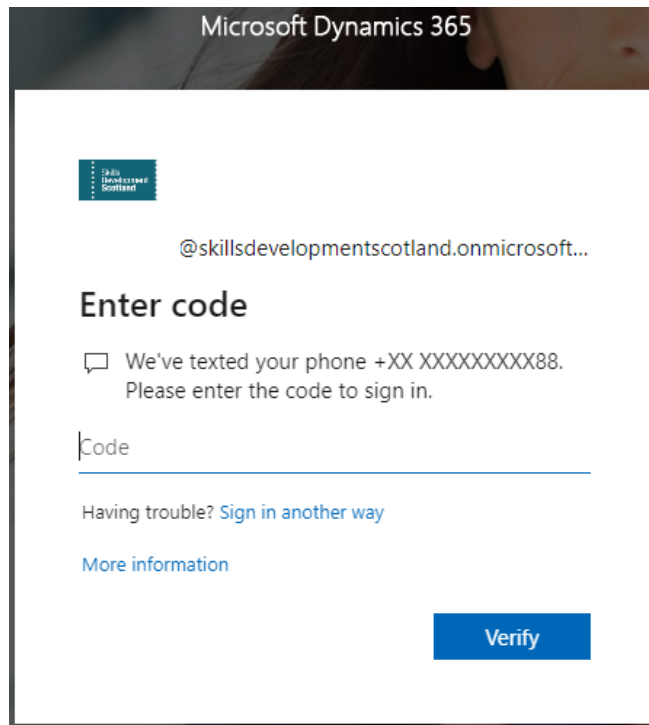 Microsoft Dynamics 365
Skills
Development
Scotland
@skillsdevelopmentscotland.onmicrosoft...
Enter code
We've texted your phone +XX XXXXXXXXX88.
Please enter the code to sign in.
Code
Having trouble? Sign in another way
More information
Verify